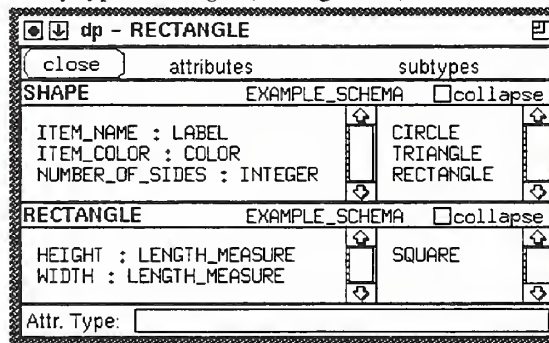 dp - RECTANGLE
close attributes subtypes
SHAPE EXAMPLE_SCHEMA collapse
ITEM_NAME : LABEL
ITEM_COLOR : COLOR
NUMBER_OF_SIDES : INTEGER
CIRCLE
TRIANGLE
RECTANGLE
RECTANGLE EXAMPLE_SCHEMA collapse
HEIGHT : LENGTH_MEASURE
WIDTH : LENGTH_MEASURE
SQUARE
Attr. Type: